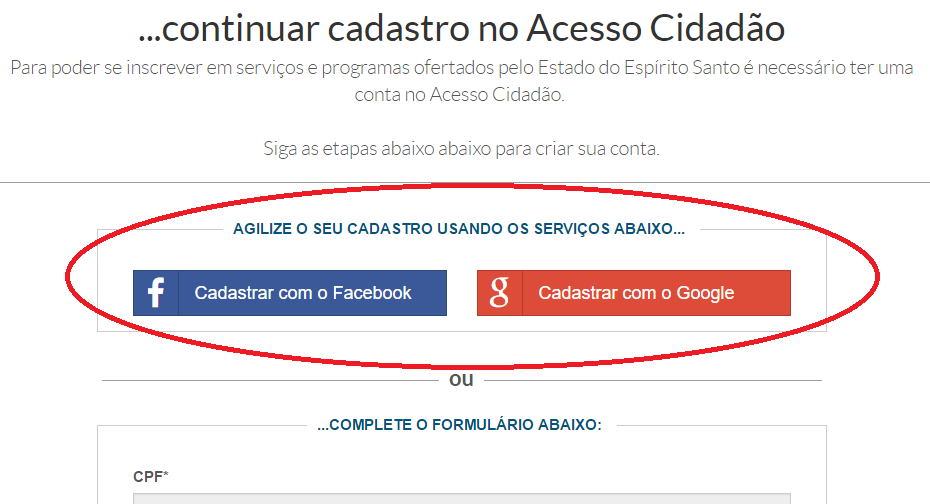 ...continuar cadastro no Acesso Cidadão
Para poder se inscrever em serviços e programas ofertados pelo Estado do Espírito Santo é necessário ter uma
conta no Acesso Cidadão.
Siga as etapas abaixo abaixo para criar sua conta.
AGILIZE O SEU CADASTRO USANDO OS SERVIÇOS ABAIXO...
f Cadastrar com o Facebook
g Cadastrar com o Google
ou
...COMPLETE O FORMULÁRIO ABAIXO:
CPF*